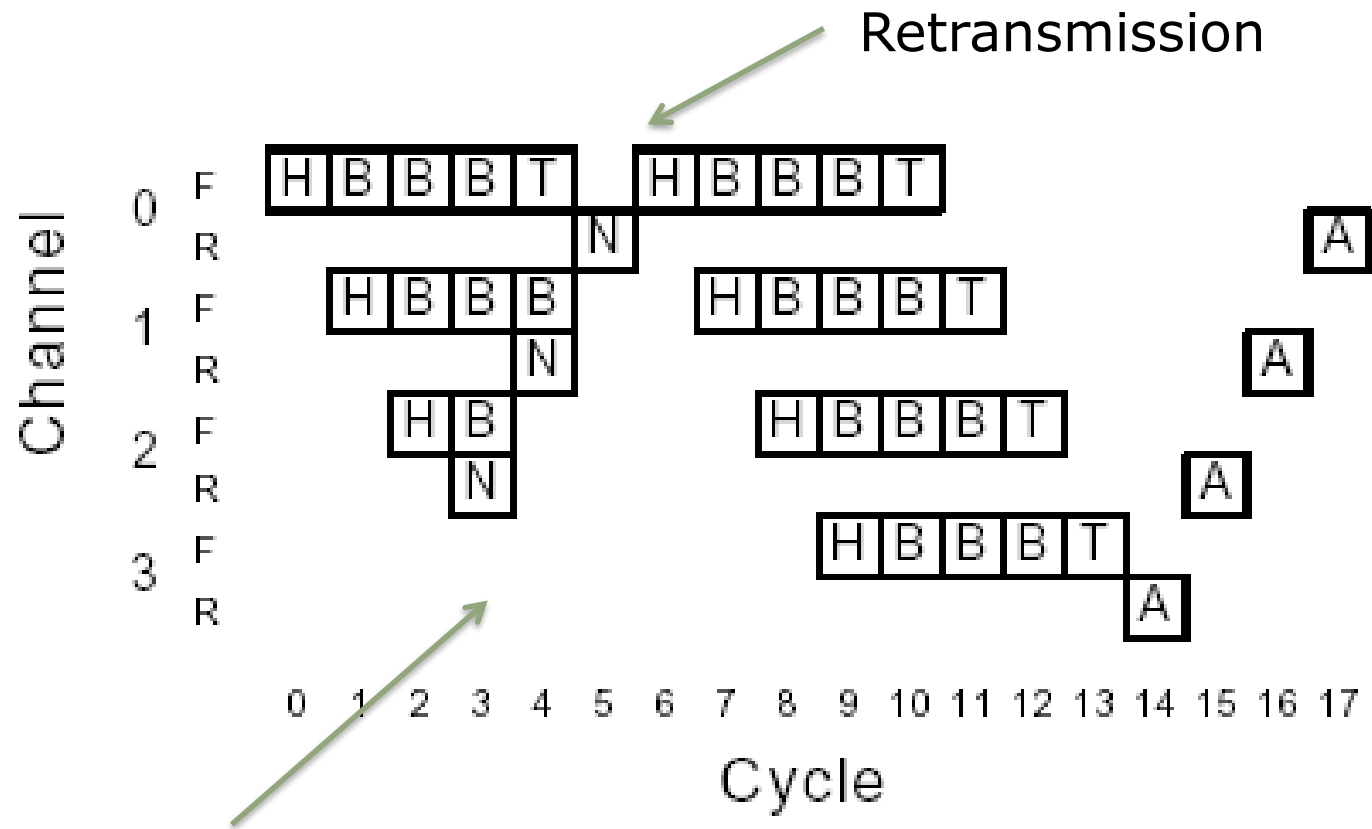 Retransmission
F H B B B T H B B B T
0
R N A
F H B B B H B B B T
1
R N A
F H B H B B B T
2
R N A
F H B B B T
3
R A
Channel
0 1 2 3 4 5 6 7 8 9 10 11 12 13 14 15 16 17
Cycle